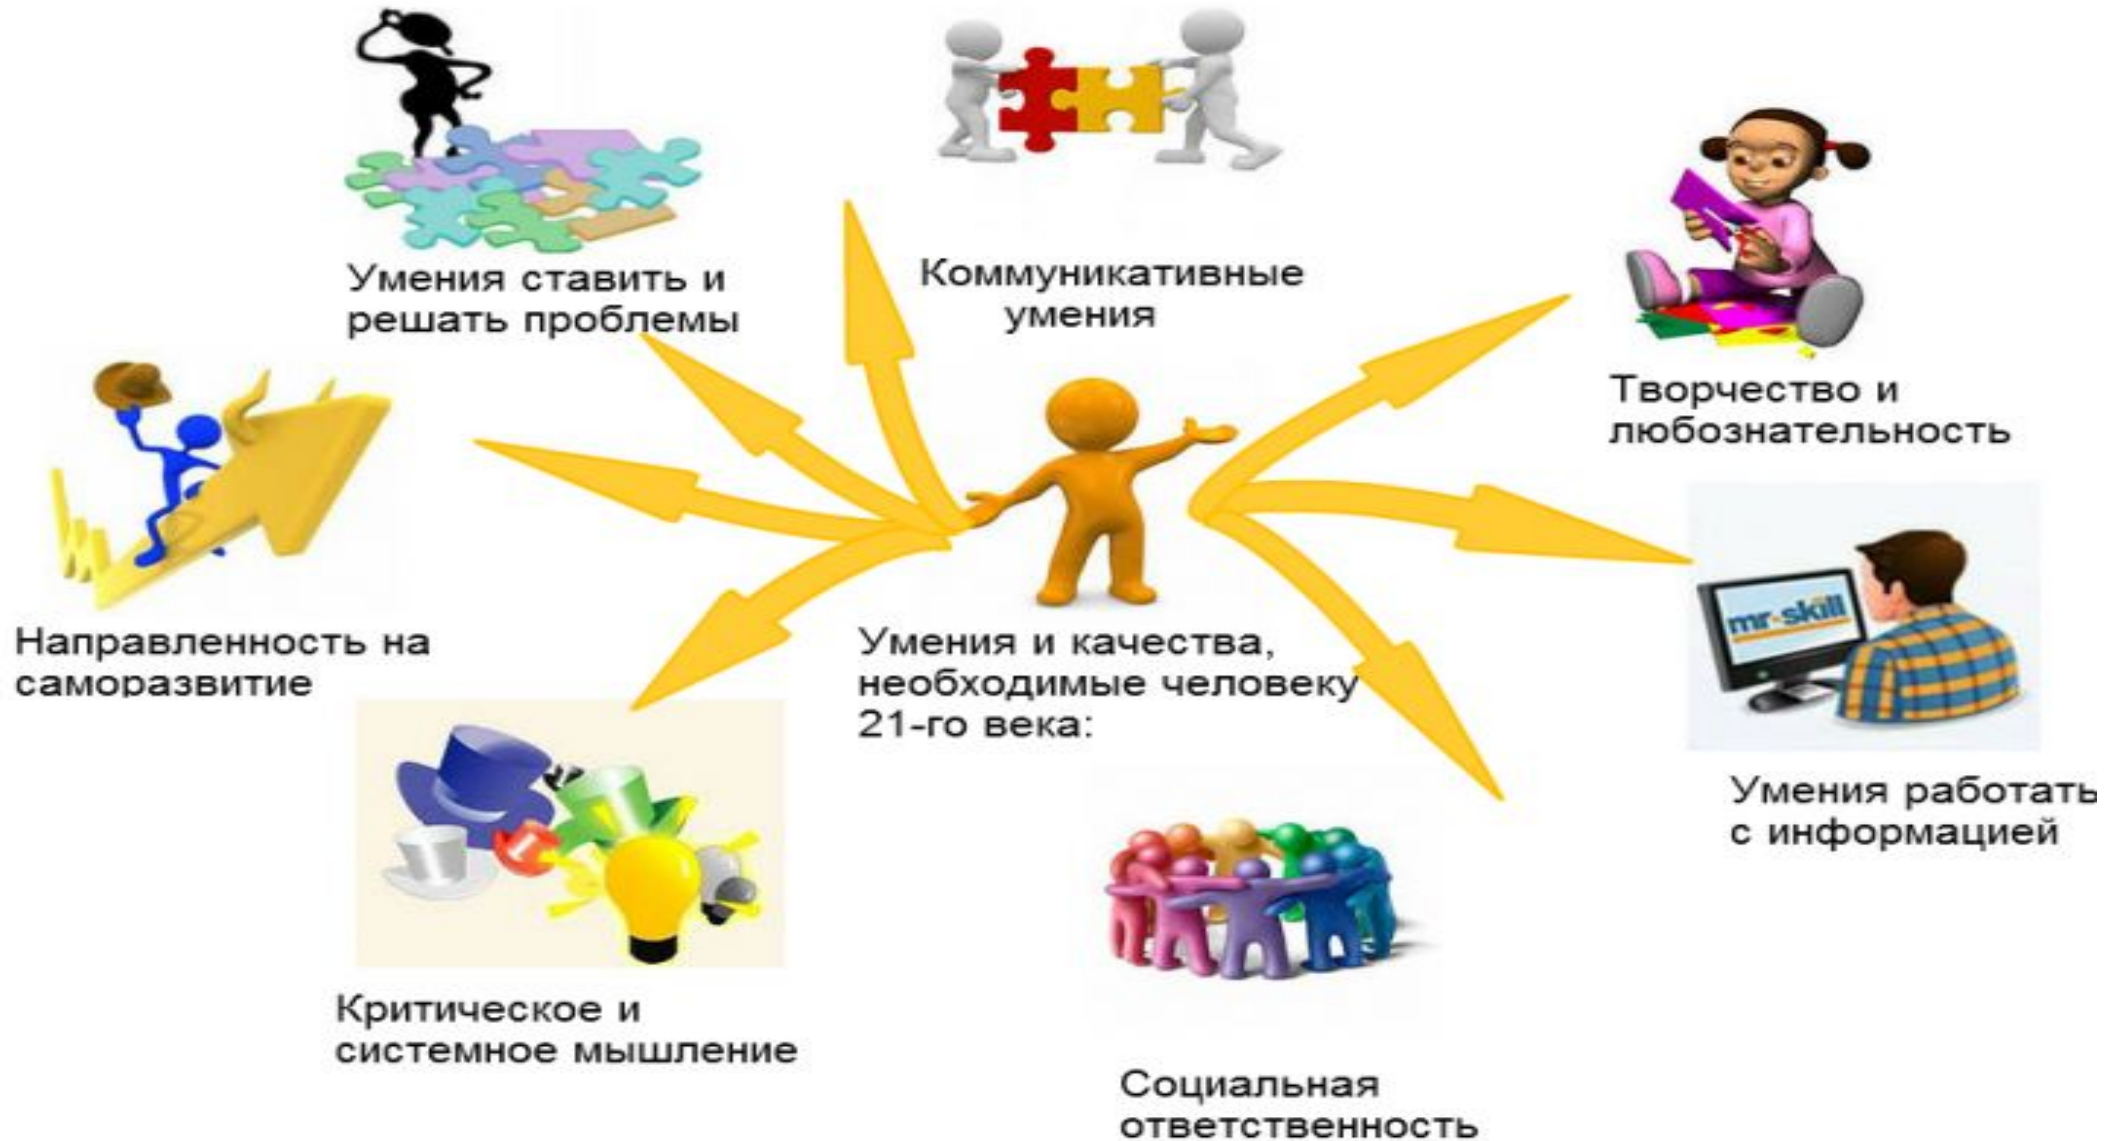 Умения ставить и
решать проблемы
Коммуникативные
умения
Творчество и
любознательность
Направленность на
саморазвитие
Умения и качества,
необходимые человеку
21-го века:
mr-skill
Умения работать
с информацией
Критическое и
системное мышление
Социальная
ответственность